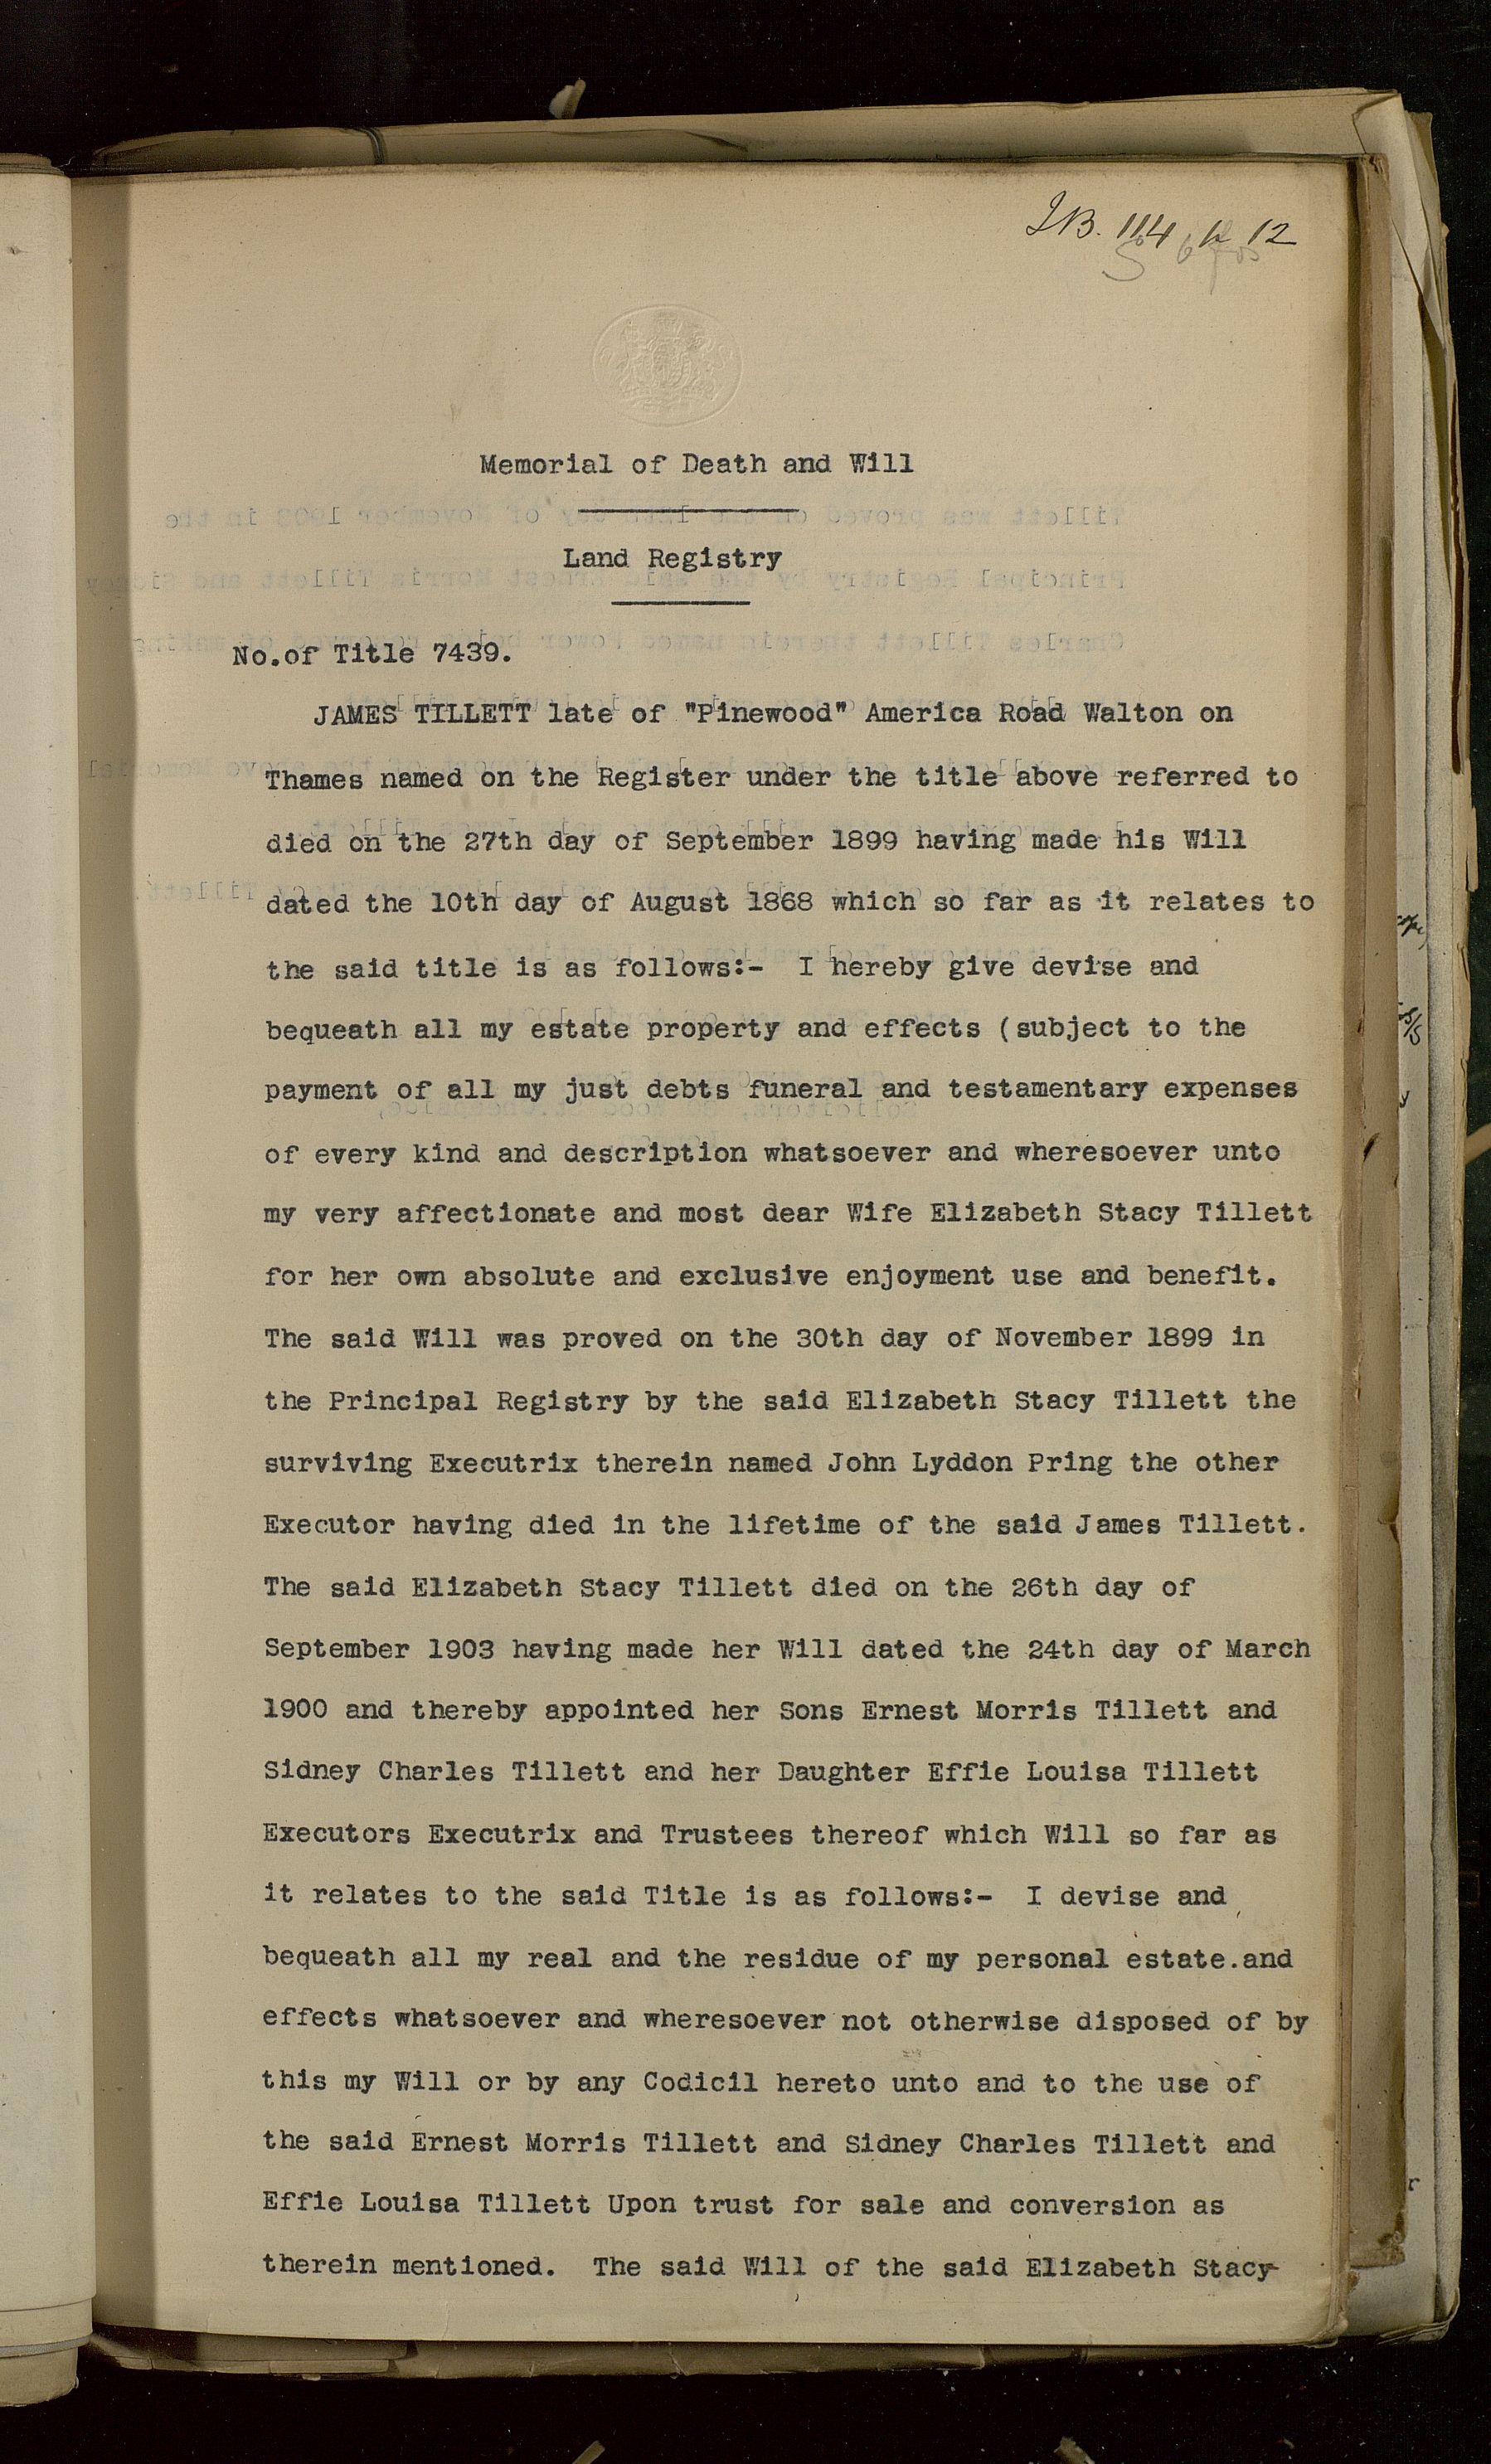 114 12
Memorial of Death and Will
Land Registry
No.of Title 7439.
JAMES TILLETT late of "Pinewood" America Road Walton on
Thames named on the Register under the title above referred to
died on the 27th day of September 1899 having made his Will
dated the 10th day of August 1868 which so far as it relates to
the said title is as follows:- I hereby give devise and
bequeath all my estate property and effects (subject to the
payment of all my just debts funeral and testamentary expenses
of every kind and description whatsoever and wheresoever unto
my very affectionate and most dear Wife Elizabeth Stacy Tillett
for her own absolute and exclusive enjoyment use and benefit.
The said Will was proved on the 30th day of November 1899 in
the Principal Registry by the said Elizabeth Stacy Tillett the
surviving Executrix therein named John Lyddon Pring the other
Executor having died in the lifetime of the said James Tillett.
The said Elizabeth Stacy Tillett died on the 26th day of
September 1903 having made her Will dated the 24th day of March
1900 and thereby appointed her Sons Ernest Morris Tillett and
Sidney Charles Tillett and her Daughter Effie Louisa Tillett
Executors Executrix and Trustees thereof which Will so far as
it relates to the said Title is as follows:- I devise and
bequeath all my real and the residue of my personal estate.and
effects whatsoever and wheresoever not otherwise disposed of by
this my Will or by any Codicil hereto unto and to the use of
the said Ernest Morris Tillett and Sidney Charles Tillett and
Effie Louisa Tillett Upon trust for sale and conversion as
therein mentioned. The said Will of the said Elizabeth Stacy